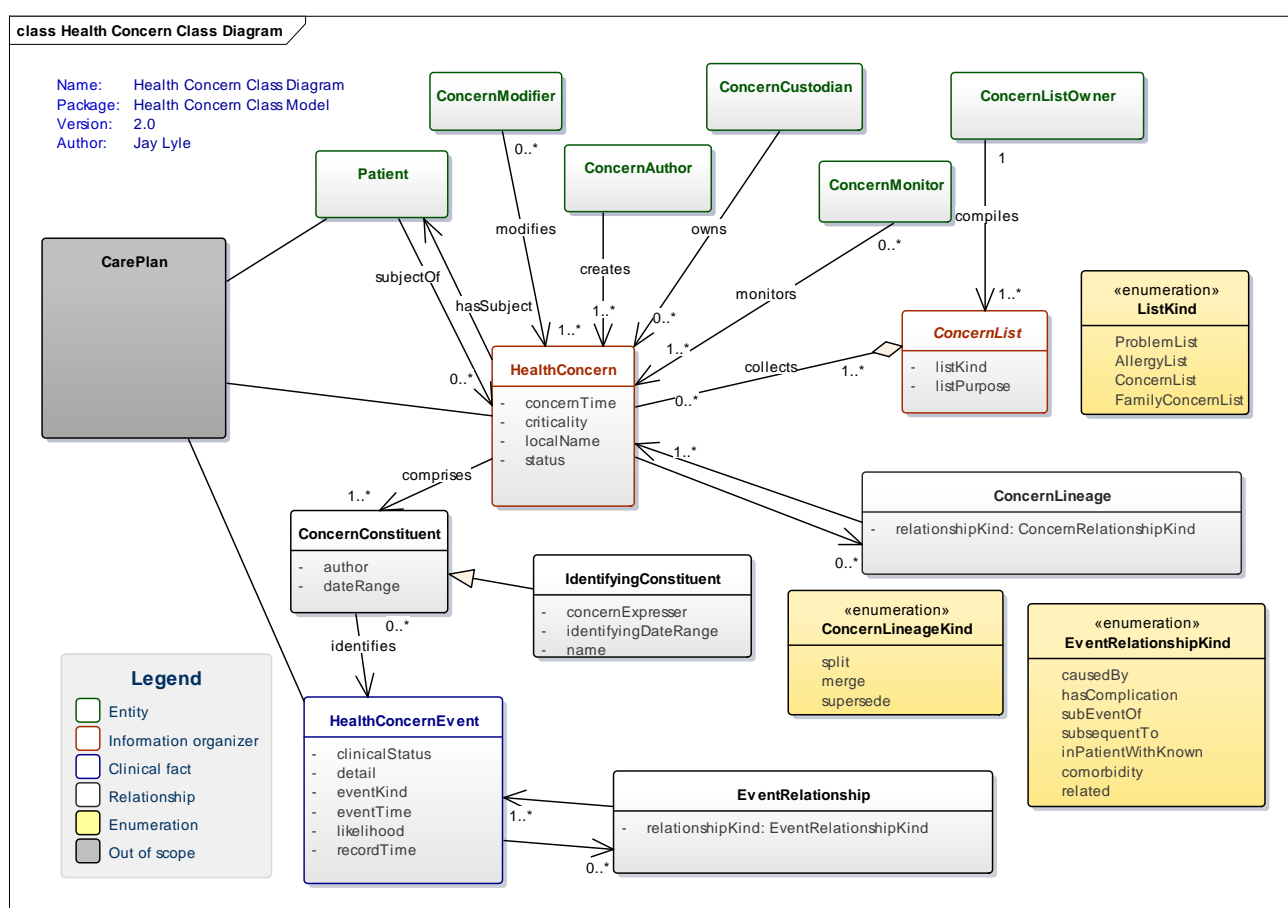 class Health Concern Class Diagram
Name: Health Concern Class Diagram
Package: Health Concern Class Model
Version: 2.0
Author: Jay Lyle
ConcernModifier
ConcernCustodian
ConcernListOwner
Patient
ConcernAuthor
ConcernMonitor
0..*
1
0..*
modifies
owns
compiles
CarePlan
subjectOf
hasSubject
creates
monitors
1..*
1..*
0..*
1..*
1..*
0..*
«enumeration»
ListKind
ProblemList
AllergyList
ConcernList
FamilyConcernList
ConcernList
- listKind
- listPurpose
collects
1..*
0..*
HealthConcern
- concernTime
- criticality
- localName
- status
comprises
1..*
1..*
0..*
ConcernLineage
- relationshipKind: ConcernRelationshipKind
ConcernConstituent
- author
- dateRange
0..*
identifies
IdentifyingConstituent
- concernExpresser
- identifyingDateRange
- name
«enumeration»
ConcernLineageKind
split
merge
supersede
«enumeration»
EventRelationshipKind
causedBy
hasComplication
subEventOf
subsequentTo
inPatientWithKnown
comorbidity
related
Legend
Entity
Information organizer
Clinical fact
Relationship
Enumeration
Out of scope
HealthConcernEvent
- clinicalStatus
- detail
- eventKind
- eventTime
- likelihood
- recordTime
1..*
0..*
EventRelationship
- relationshipKind: EventRelationshipKind